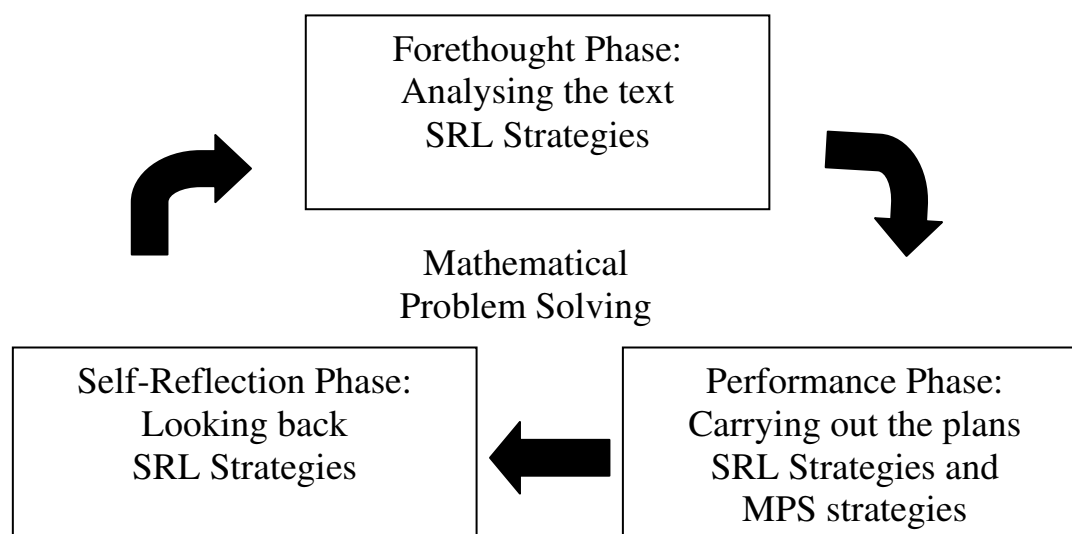 Forethought Phase:
Analysing the text
SRL Strategies
Mathematical
Problem Solving
Self-Reflection Phase:
Looking back
SRL Strategies
Performance Phase:
Carrying out the plans
SRL Strategies and
MPS strategies